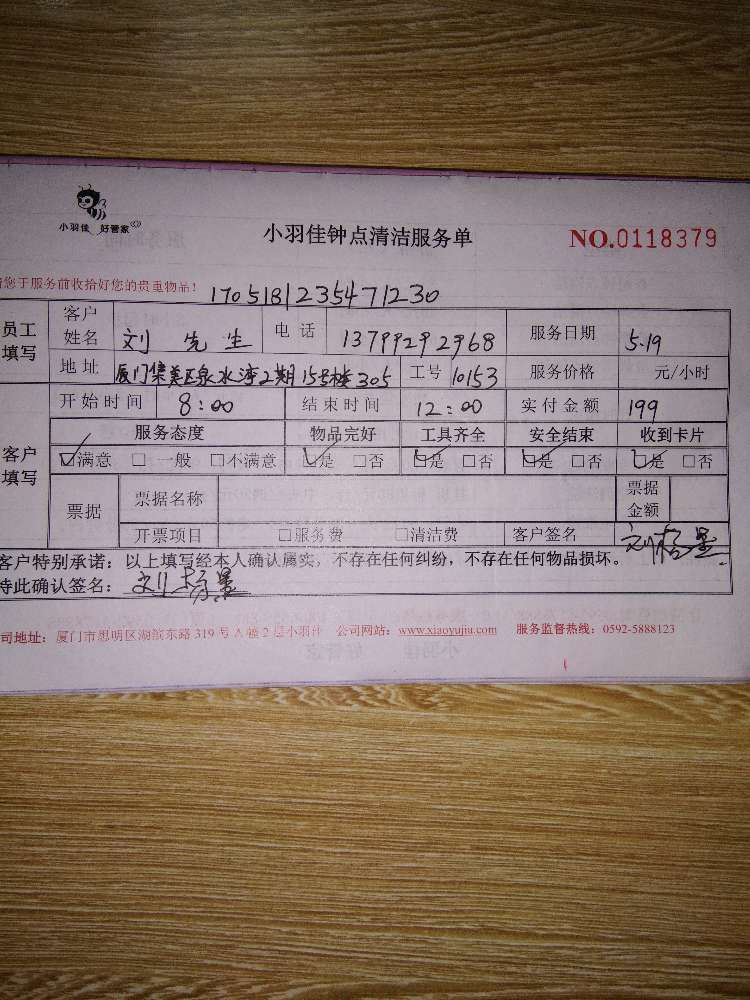 小羽佳 好管家
小羽佳钟点清洁服务单
NO.0118379
您于服务前收拾好您的贵重物品!
1705181235471230
员工填写 客户姓名 刘先生 电话 13799292968 服务日期 5.19
地址 厦门集美区泉水湾2期15号楼305 工号 10153 服务价格 元/小时
客户填写 开始时间 8:00 结束时间 12:00 实付金额 199
服务态度 物品完好 工具齐全 安全结束 收到卡片
☑满意 □一般 □不满意 ☑是 □否 ☑是 □否 ☑是 □否 ☑是 □否
票据 票据名称 票据金额
开票项目 □服务费 □清洁费 客户签名 刘
客户特别承诺:以上填写经本人确认属实,不存在任何纠纷,不存在任何物品损坏。
特此确认签名:刘
司地址:厦门市思明区湖滨东路319号A幢2层小羽佳 公司网站:www.xiaoyujia.com 服务监督热线:0592-5888123